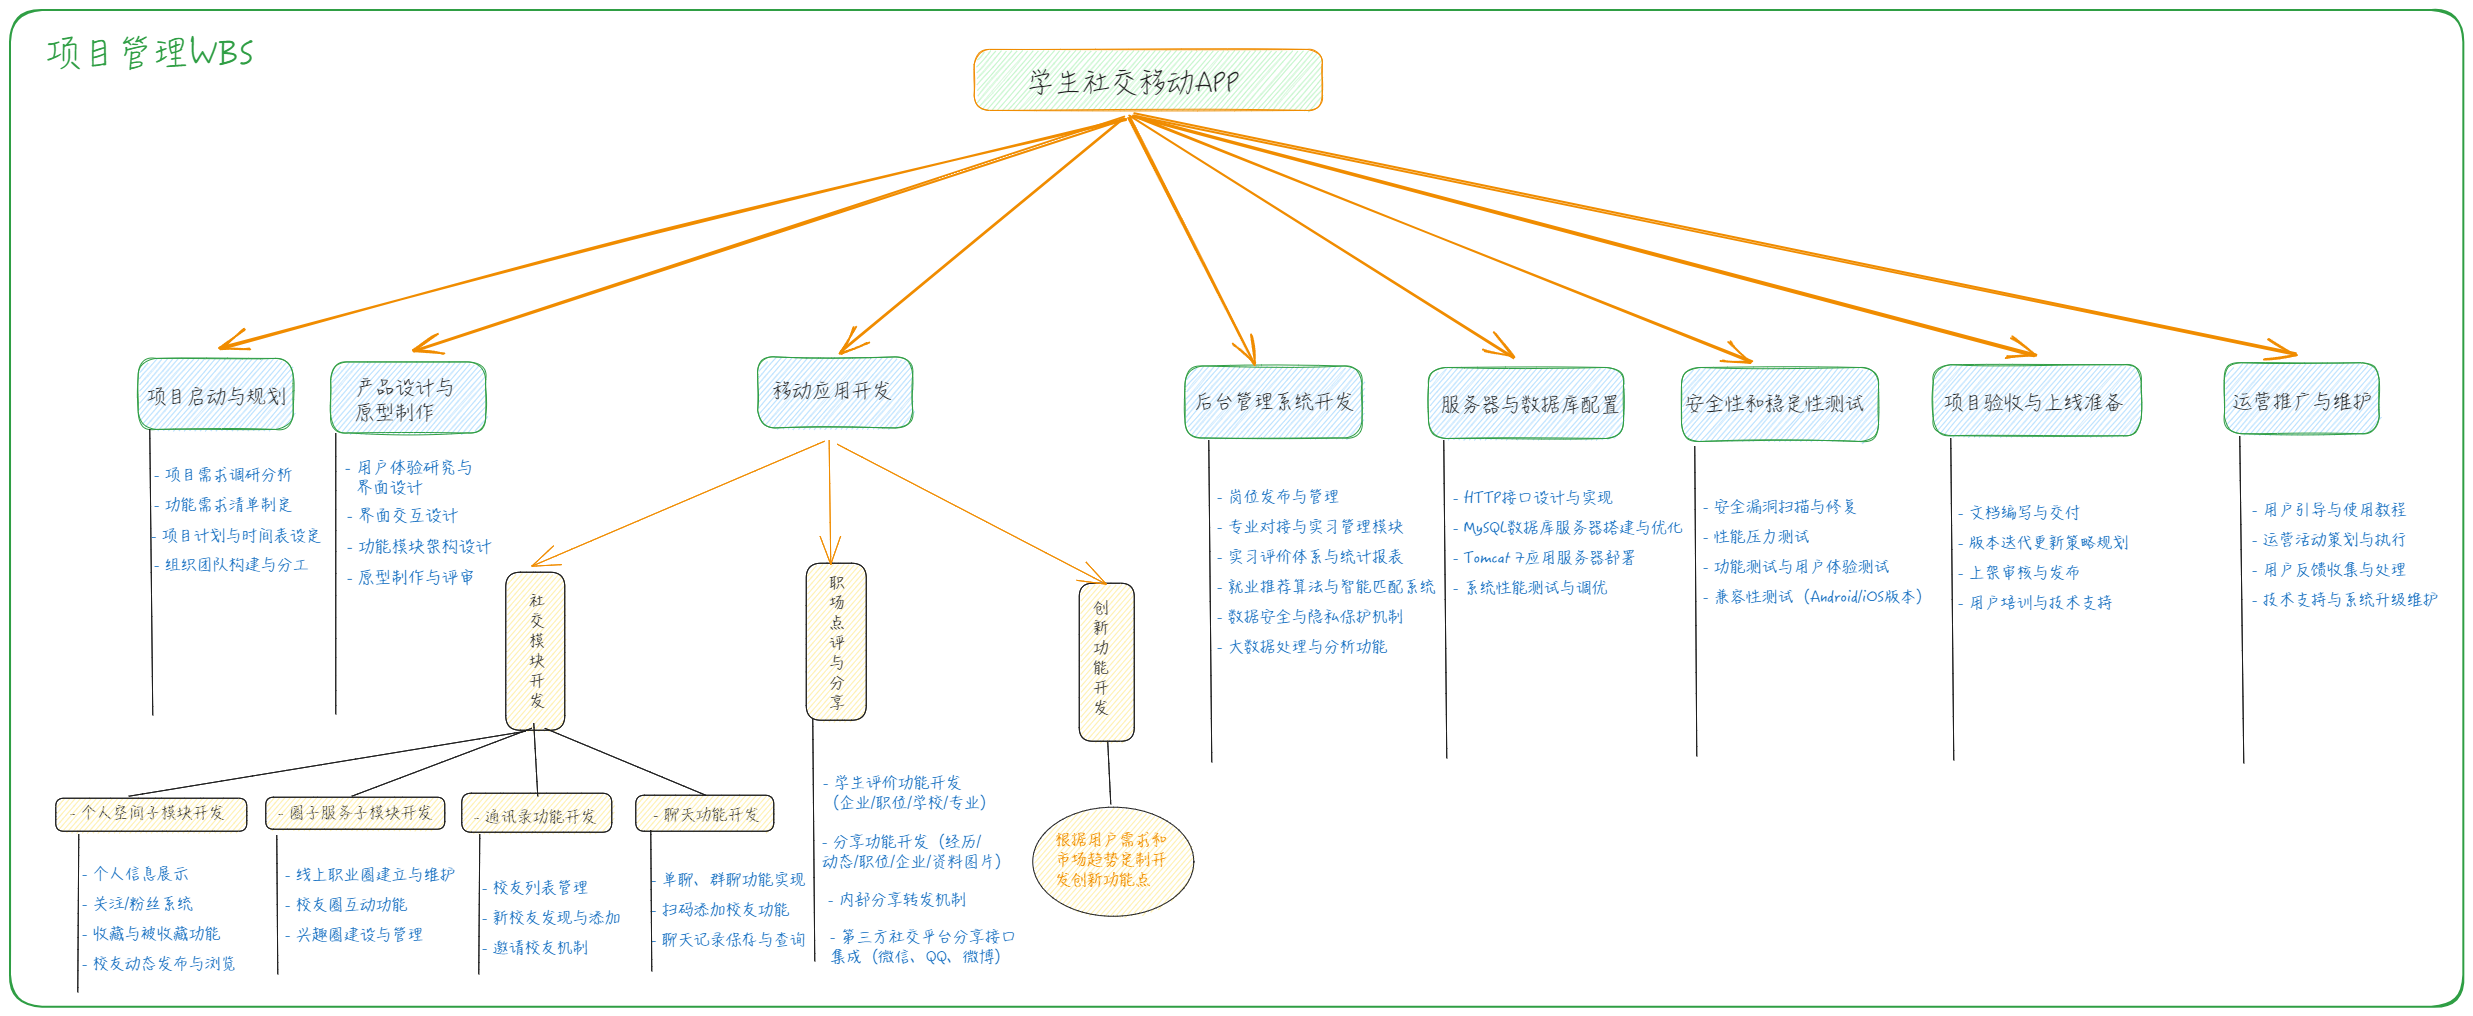 项目管理WBS
学生社交移动APP
项目启动与规划
- 项目需求调研分析
- 功能需求清单制定
- 项目计划与时间表设定
- 组织团队构建与分工
产品设计与
原型制作
- 用户体验研究与
界面设计
- 界面交互设计
- 功能模块架构设计
- 原型制作与评审
移动应用开发
社交模块开发
- 个人空间子模块开发
- 个人信息展示
- 关注/粉丝系统
- 收藏与被收藏功能
- 校友动态发布与浏览
- 圈子服务子模块开发
- 线上职业圈建立与维护
- 校友圈互动功能
- 兴趣圈建设与管理
- 通讯录功能开发
- 校友列表管理
- 新校友发现与添加
- 邀请校友机制
- 聊天功能开发
- 单聊、群聊功能实现
- 扫码添加校友功能
- 聊天记录保存与查询
职场点评与分享
- 学生评价功能开发
（企业/职位/学校/专业）
- 分享功能开发（经历/
动态/职位/企业/资料图片）
- 内部分享转发机制
- 第三方社交平台分享接口
集成（微信、QQ、微博）
创新功能开发
根据用户需求和
市场趋势定制开
发创新功能点
后台管理系统开发
- 岗位发布与管理
- 专业对接与实习管理模块
- 实习评价体系与统计报表
- 就业推荐算法与智能匹配系统
- 数据安全与隐私保护机制
- 大数据处理与分析功能
服务器与数据库配置
- HTTP接口设计与实现
- MySQL数据库服务器搭建与优化
- Tomcat 7应用服务器部署
- 系统性能测试与调优
安全性和稳定性测试
- 安全漏洞扫描与修复
- 性能压力测试
- 功能测试与用户体验测试
- 兼容性测试（Android/iOS版本）
项目验收与上线准备
- 文档编写与交付
- 版本迭代更新策略规划
- 上架审核与发布
- 用户培训与技术支持
运营推广与维护
- 用户引导与使用教程
- 运营活动策划与执行
- 用户反馈收集与处理
- 技术支持与系统升级维护